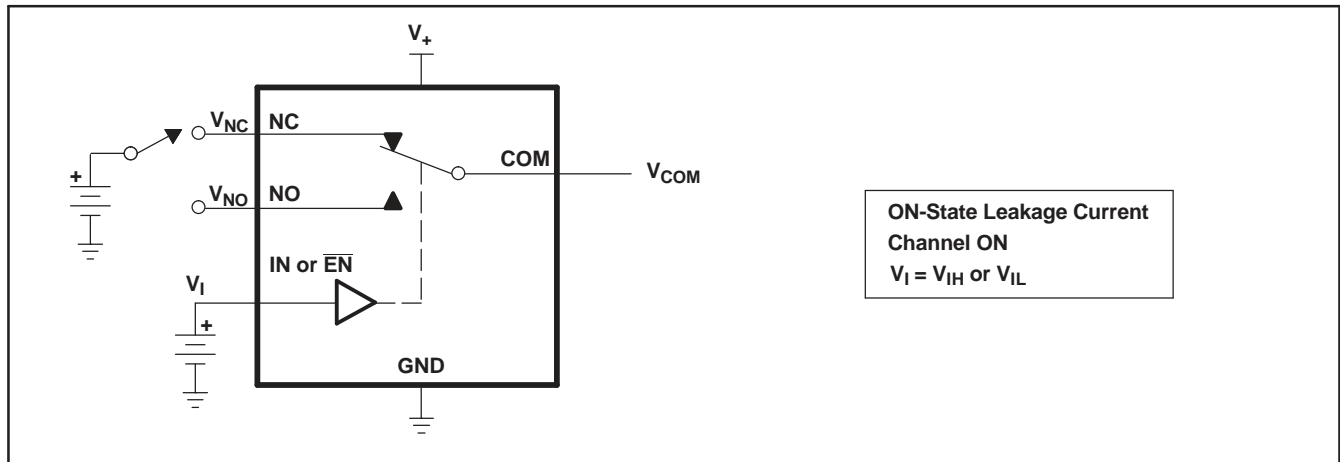 V+
VNC NC
+
COM
VCOM
VNO NO
IN or E̅N̅
VI
+
GND
ON-State Leakage Current
Channel ON
VI = VIH or VIL